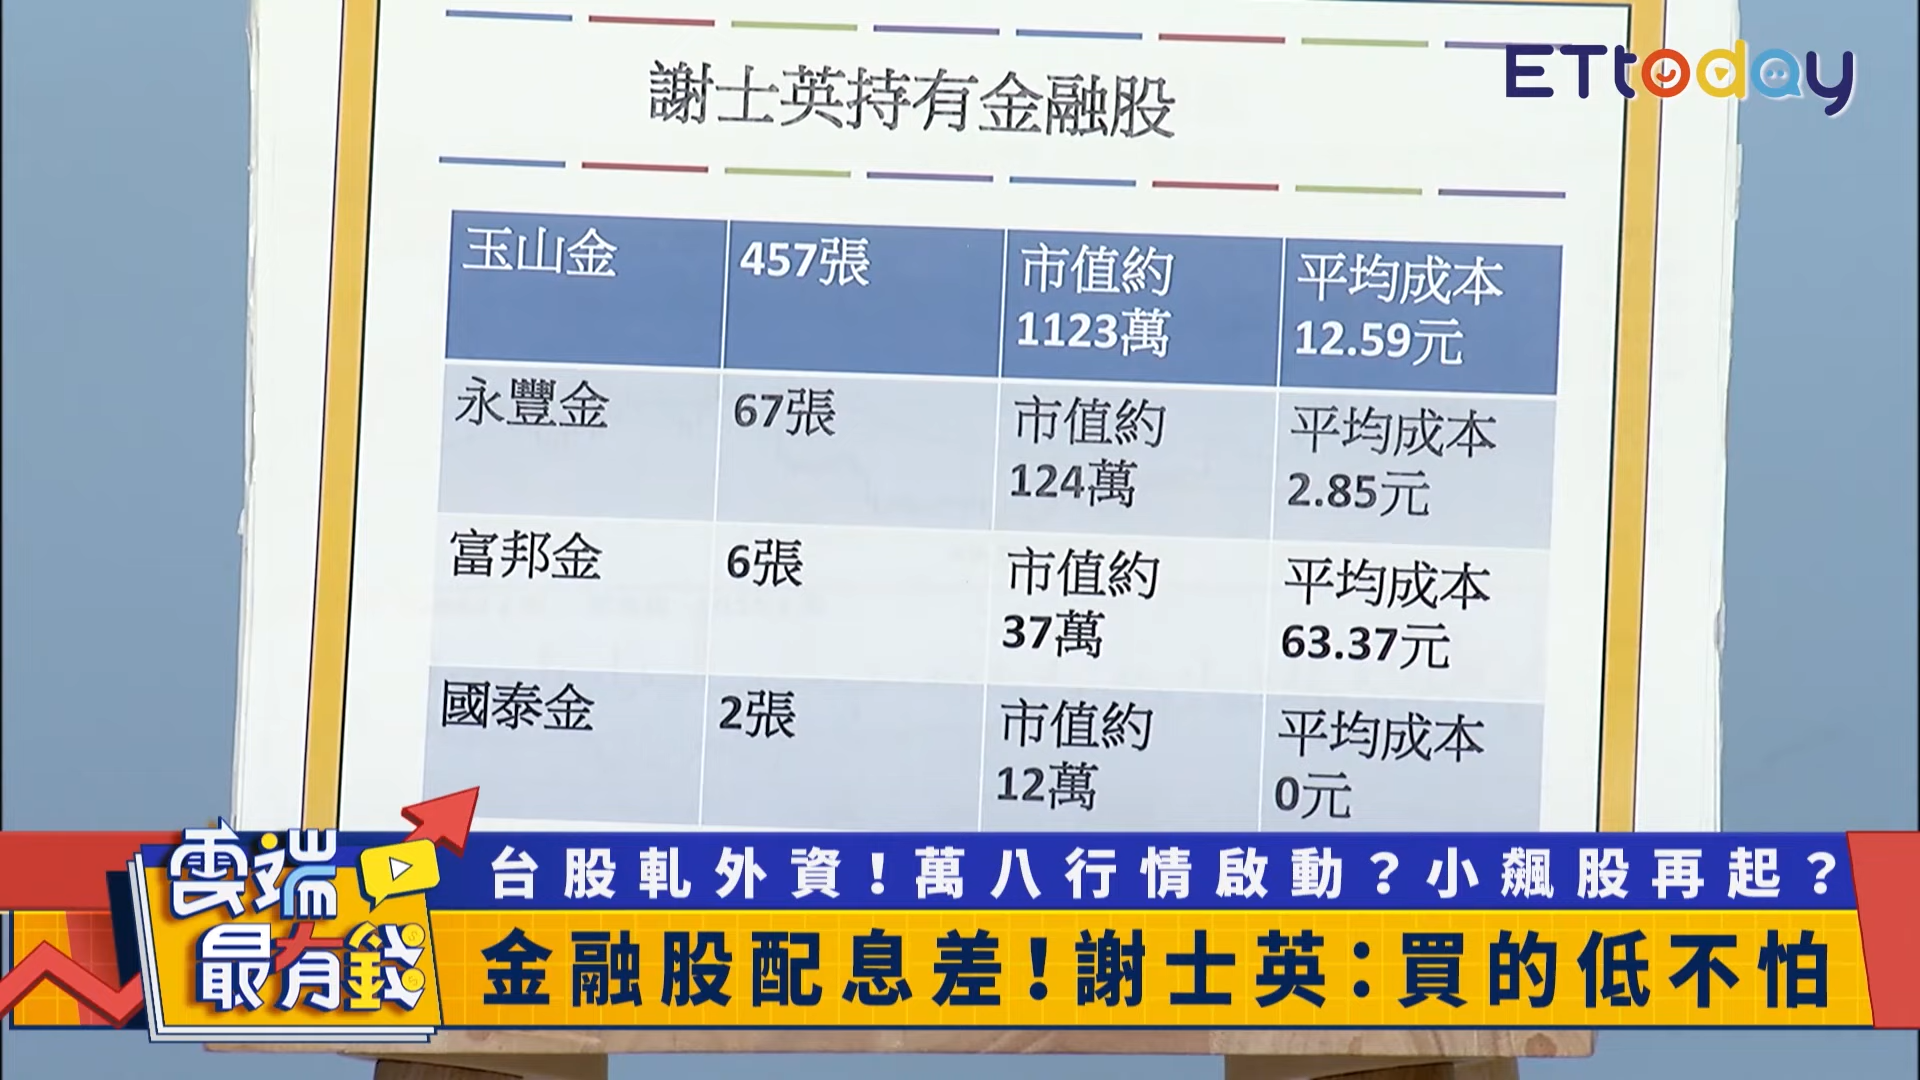 ETtoday
謝士英持有金融股
玉山金 457張 市值約 平均成本
1123萬 12.59元
永豐金 67張 市值約 平均成本
124萬 2.85元
富邦金 6張 市值約 平均成本
37萬 63.37元
國泰金 2張 市值約 平均成本
12萬 0元
雲端
最有錢
台股軋外資!萬八行情啟動?小飆股再起?
金融股配息差!謝士英:買的低不怕